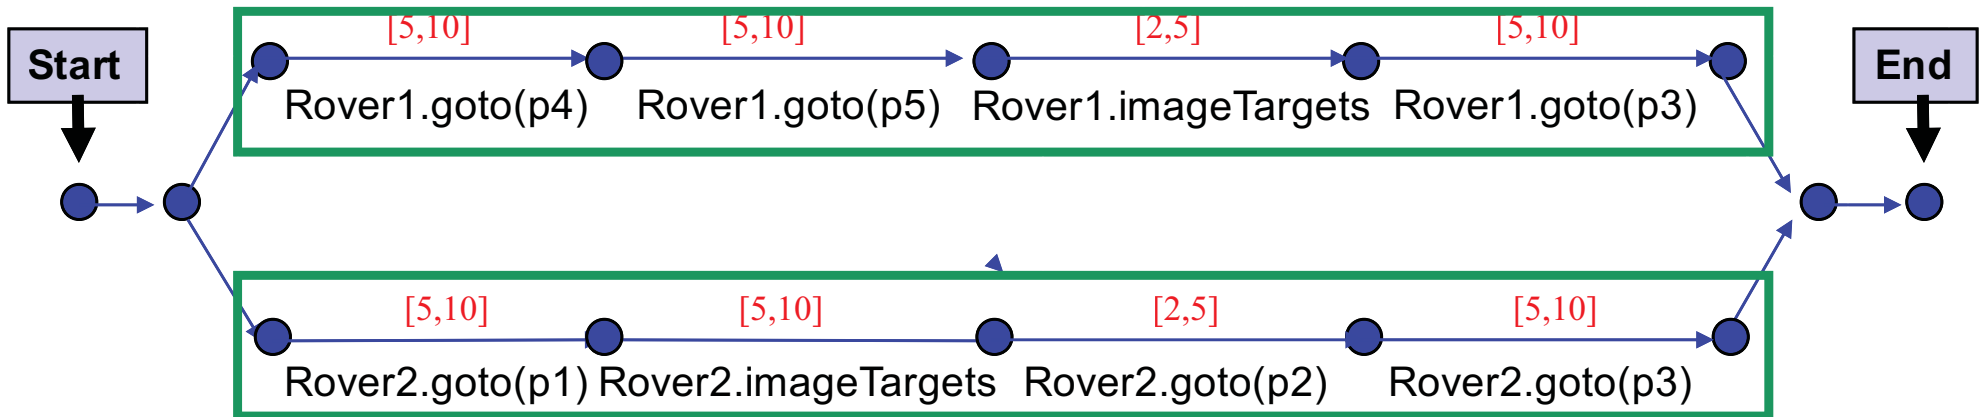 [5,10] [5,10] [2,5] [5,10]
Start
End
Rover1.goto(p4) Rover1.goto(p5) Rover1.imageTargets Rover1.goto(p3)
[5,10] [5,10] [2,5] [5,10]
Rover2.goto(p1) Rover2.imageTargets Rover2.goto(p2) Rover2.goto(p3)